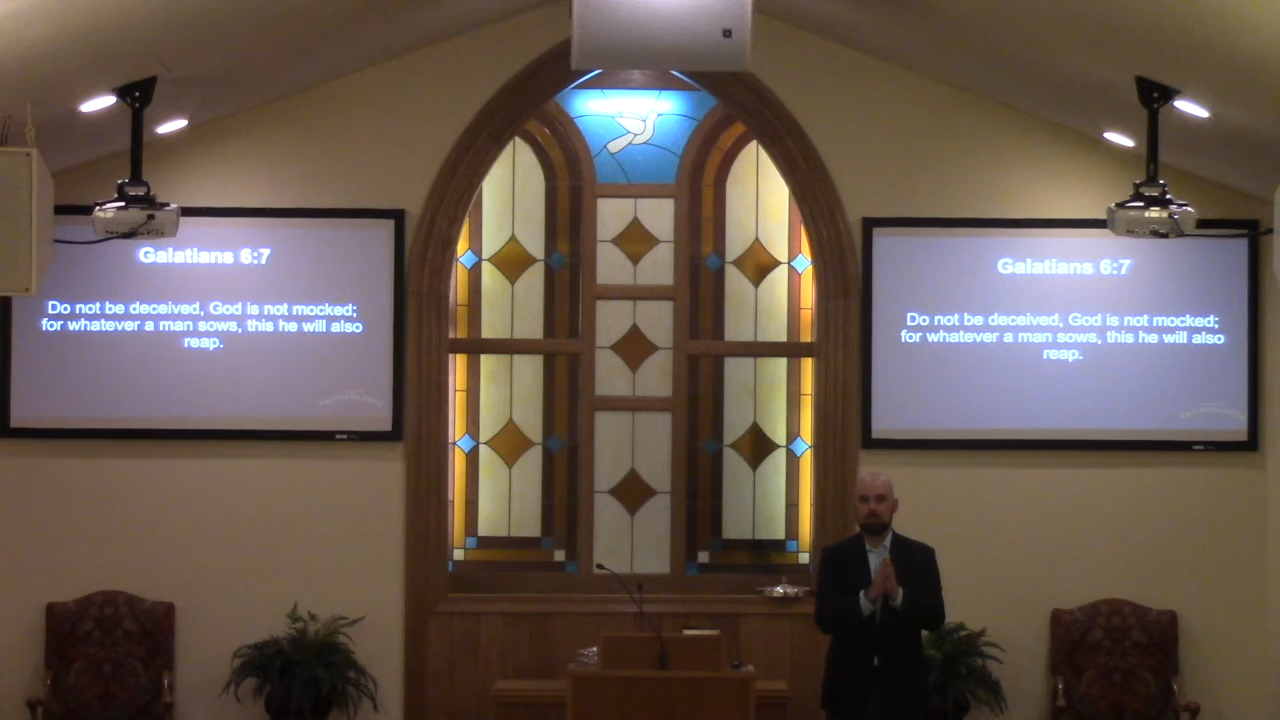 Galatians 6:7
Do not be deceived, God is not mocked;
for whatever a man sows, this he will also
reap.
Galatians 6:7
Do not be deceived, God is not mocked;
for whatever a man sows, this he will also
reap.